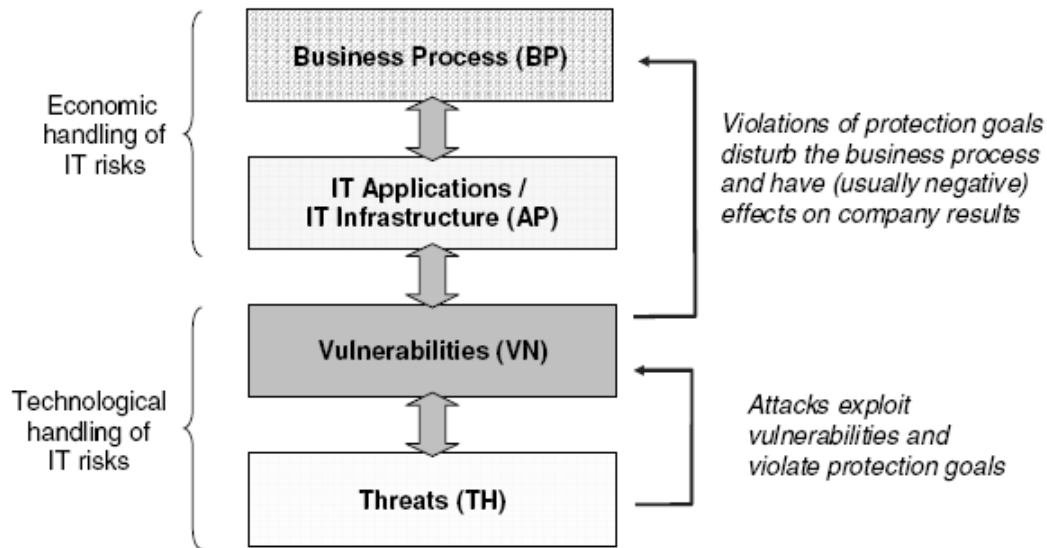 Business Process (BP)
Economic
handling of
IT risks
IT Applications /
IT Infrastructure (AP)
Violations of protection goals
disturb the business process
and have (usually negative)
effects on company results
Vulnerabilities (VN)
Technological
handling of
IT risks
Threats (TH)
Attacks exploit
vulnerabilities and
violate protection goals